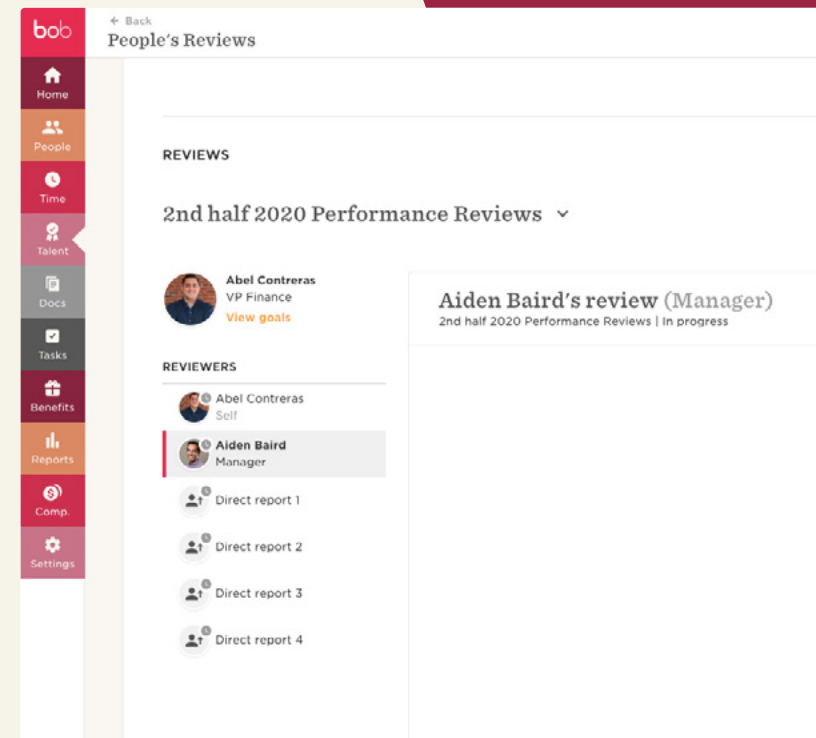 bob
← Back
People's Reviews
Home
People
Time
Talent
Docs
Tasks
Benefits
Reports
Comp.
Settings
REVIEWS
2nd half 2020 Performance Reviews
Abel Contreras
VP Finance
View goals
REVIEWERS
Abel Contreras
Self
Aiden Baird
Manager
Direct report 1
Direct report 2
Direct report 3
Direct report 4
Aiden Baird's review (Manager)
2nd half 2020 Performance Reviews | In progress